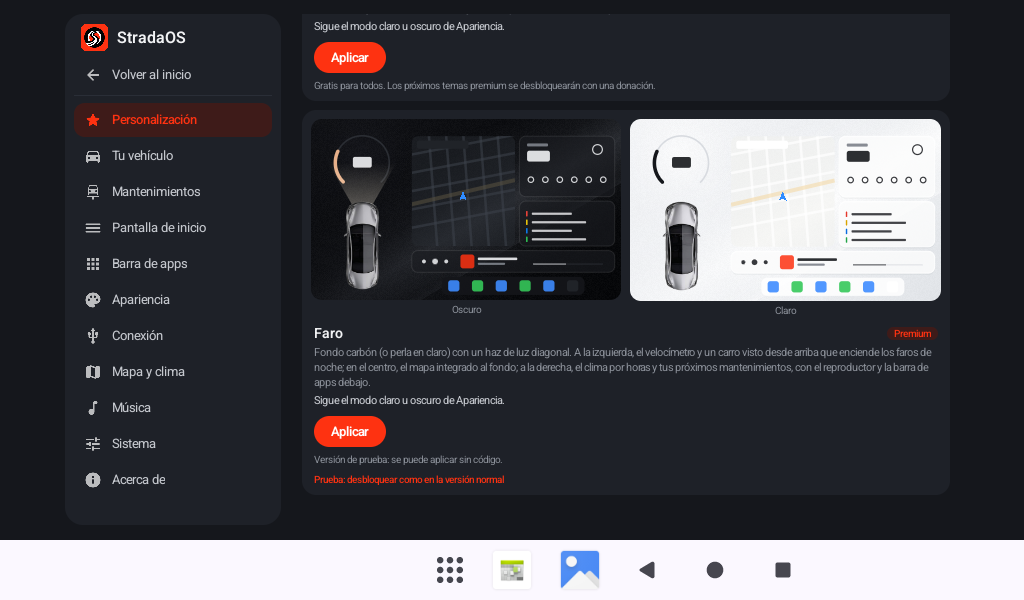 StradaOS
Volver al inicio
Personalización
Tu vehículo
Mantenimientos
Pantalla de inicio
Barra de apps
Apariencia
Conexión
Mapa y clima
Música
Sistema
Acerca de
Sigue el modo claro u oscuro de Apariencia.
Aplicar
Gratis para todos. Los próximos temas premium se desbloquearán con una donación.
Oscuro
Claro
Faro
Premium
Fondo carbón (o perla en claro) con un haz de luz diagonal. A la izquierda, el velocímetro y un carro visto desde arriba que enciende los faros de
noche; en el centro, el mapa integrado al fondo; a la derecha, el clima por horas y tus próximos mantenimientos, con el reproductor y la barra de
apps debajo.
Sigue el modo claro u oscuro de Apariencia.
Aplicar
Versión de prueba: se puede aplicar sin código.
Prueba: desbloquear como en la versión normal